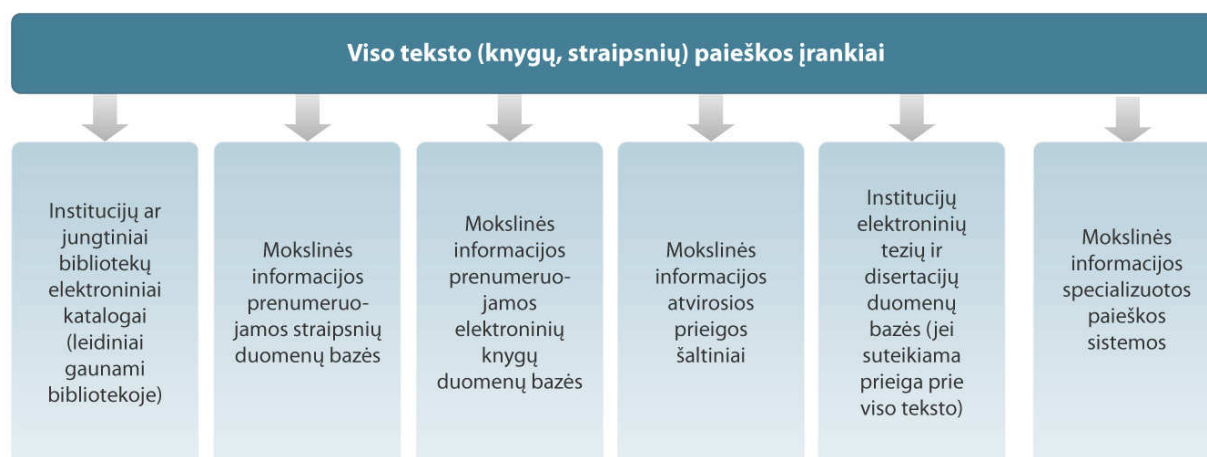 Viso teksto (knygų, straipsnių) paieškos įrankiai
Institucijų ar
jungtiniai
bibliotekų
elektroniniai
katalogai
(leidiniai
gaunami
bibliotekoje)
Mokslinės
informacijos
prenumeruo-
jamos straipsnių
duomenų bazės
Mokslinės
informacijos
prenumeruo-
jamos
elektroninių
knygų
duomenų bazės
Mokslinės
informacijos
atvirosios
prieigos
šaltiniai
Institucijų
elektroninių
tezių ir
disertacijų
duomenų
bazės (jei
suteikiama
prieiga prie
viso teksto)
Mokslinės
informacijos
specializuotos
paieškos
sistemos